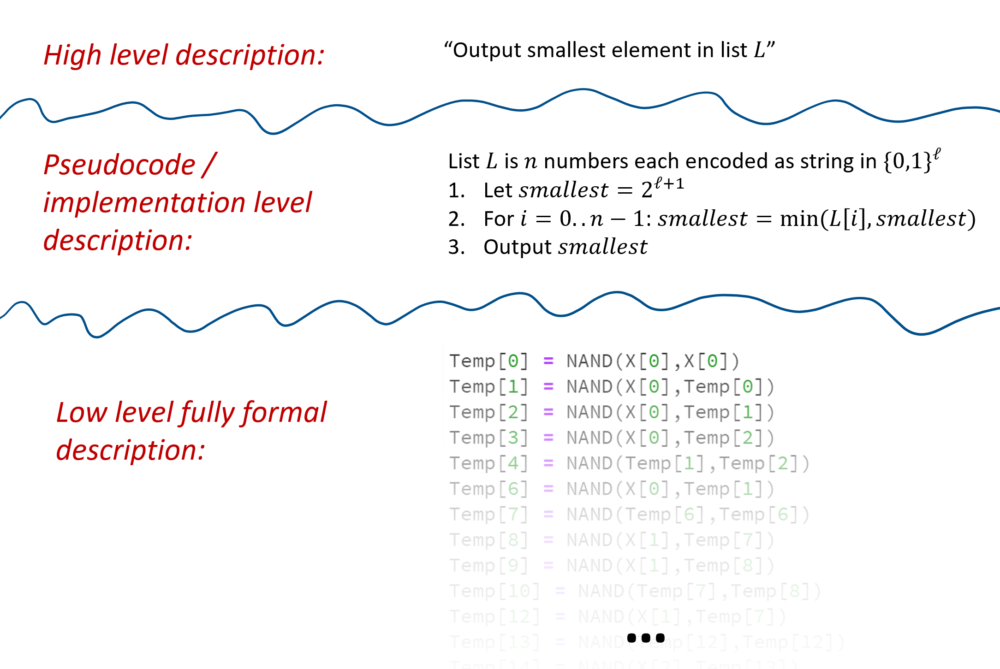 High level description:
“Output smallest element in list L”
Pseudocode /
implementation level
description:
List L is n numbers each encoded as string in {0,1}^ℓ
1. Let smallest = 2^{ℓ+1}
2. For i = 0..n − 1: smallest = min(L[i], smallest)
3. Output smallest
Low level fully formal
description:
Temp[0] = NAND(X[0],X[0])
Temp[1] = NAND(X[0],Temp[0])
Temp[2] = NAND(X[0],Temp[1])
Temp[3] = NAND(X[0],Temp[2])
Temp[4] = NAND(Temp[1],Temp[2])
Temp[6] = NAND(X[0],Temp[1])
Temp[7] = NAND(Temp[6],Temp[6])
Temp[8] = NAND(X[1],Temp[7])
Temp[9] = NAND(X[1],Temp[8])
Temp[10] = NAND(Temp[7],Temp[8])
Temp[12] = NAND(X[1],Temp[7])
...
Temp[13] = NAND(Temp[12],Temp[12])
Temp[14] = NAND(X[2],Temp[13])